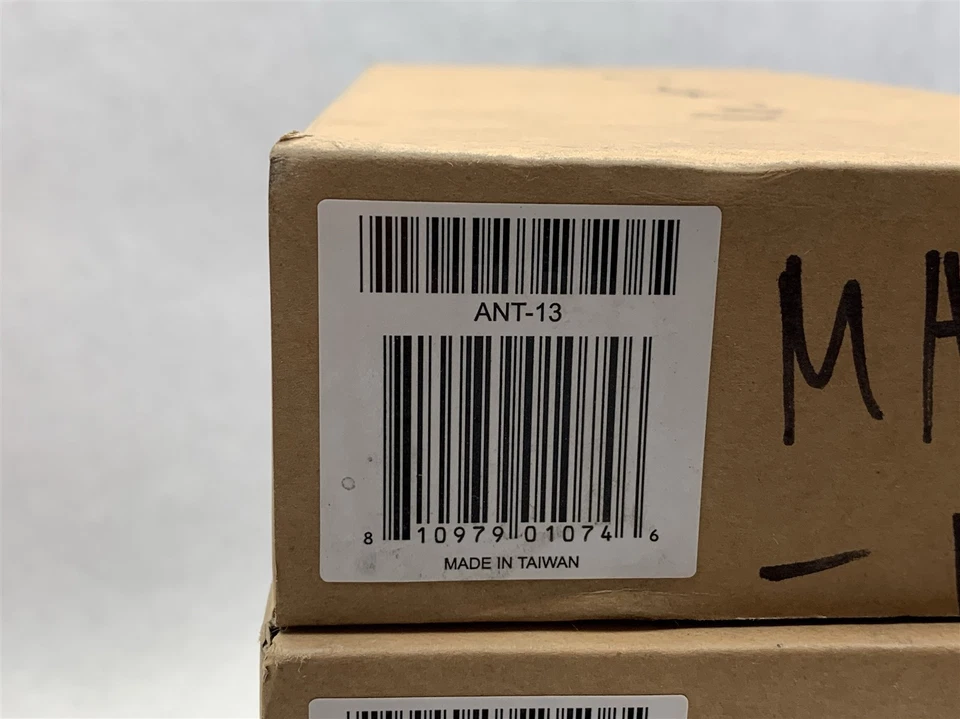 ANT-13
8 10979 01074 6
MADE IN TAIWAN
M
-